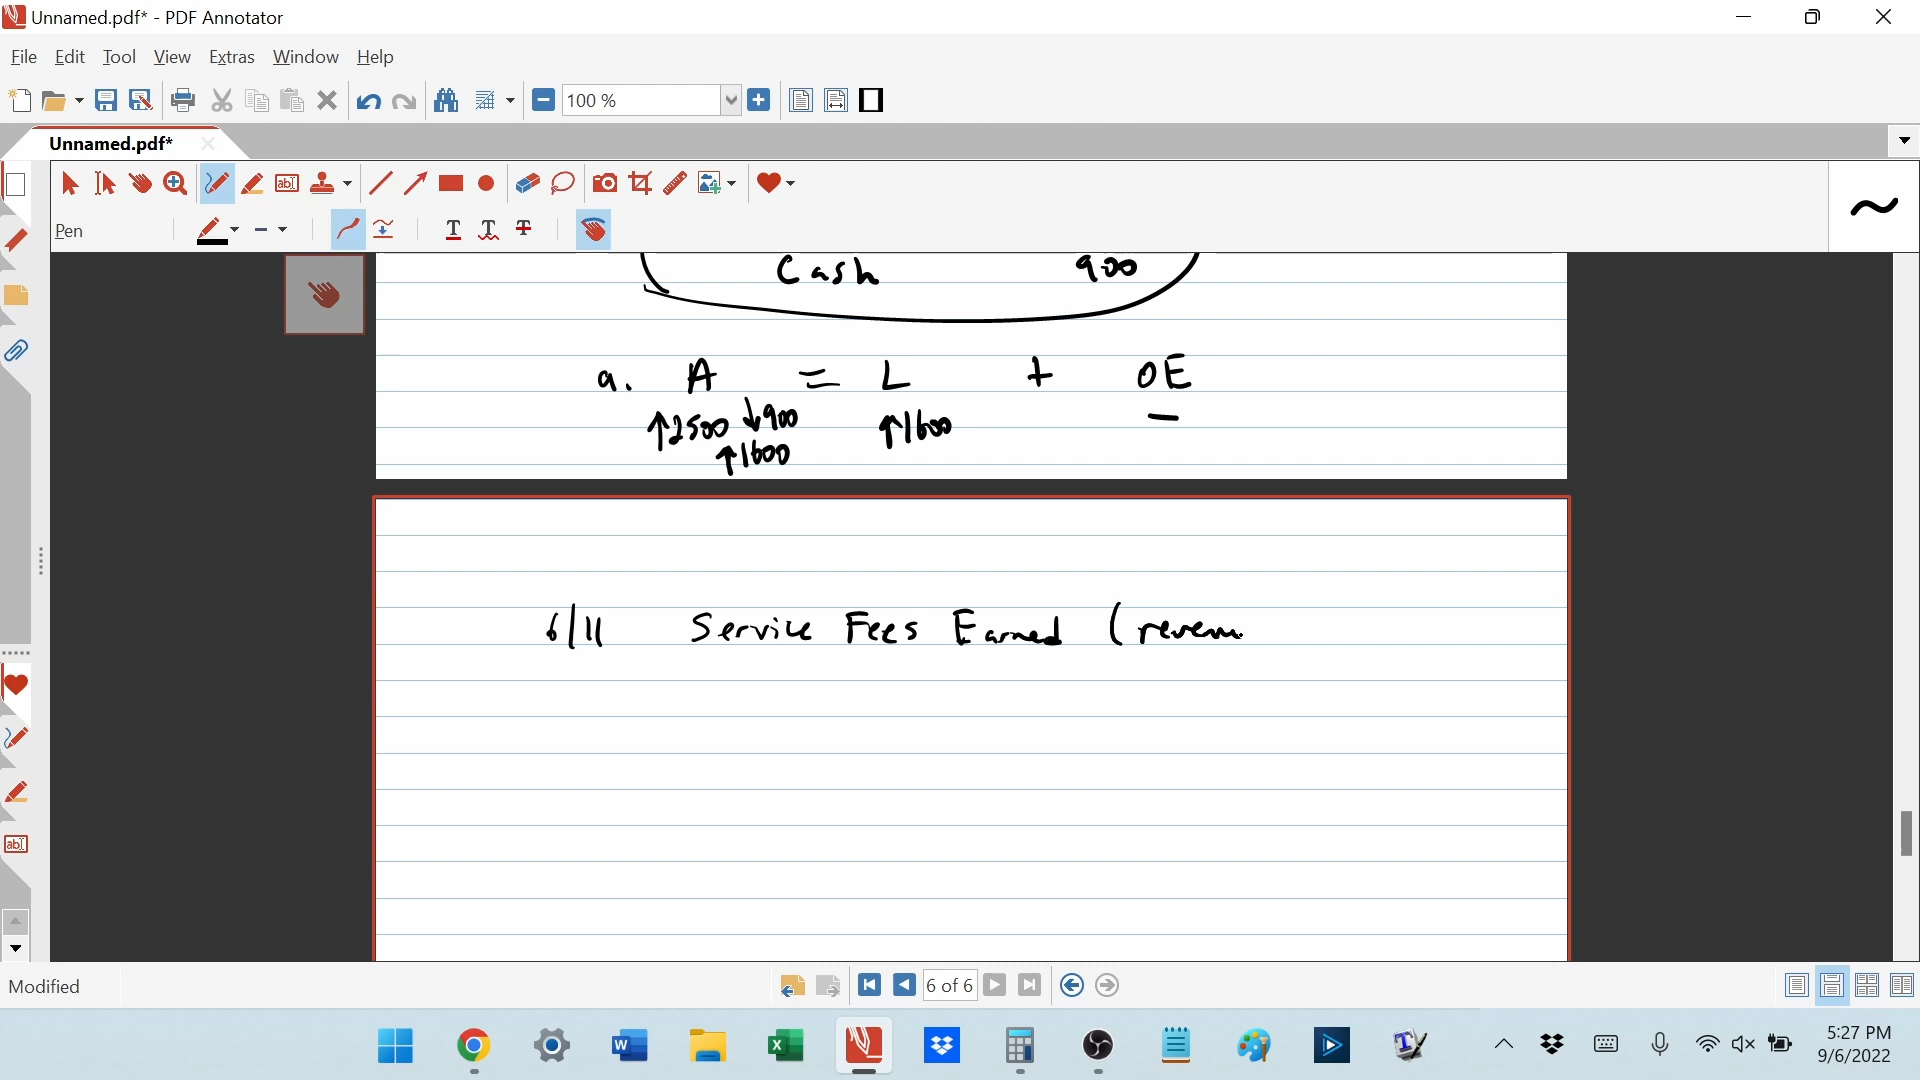 Unnamed.pdf* - PDF Annotator
File Edit Tool View Extras Window Help
100 %
Unnamed.pdf*
Pen
Cash 900
a. A = L + OE
↑2500 ↓900 ↑1600 —
↑1600
6/11 Service Fees Earned (revenu
Modified
6 of 6
5:27 PM
9/6/2022